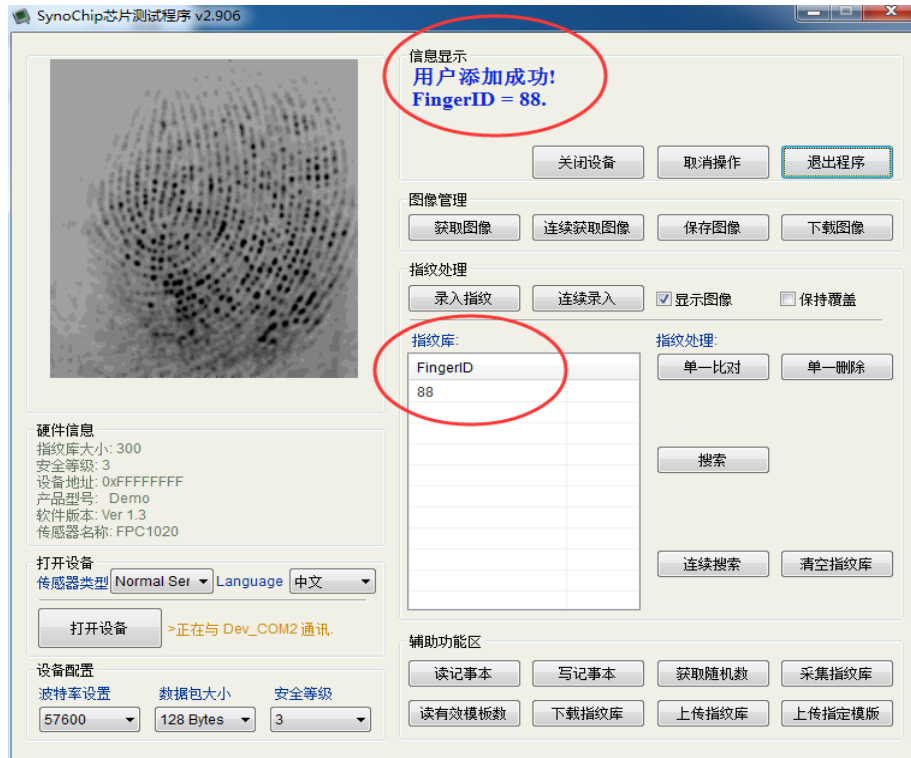 SynoChip芯片测试程序 v2.906
信息显示
用户添加成功!
FingerID = 88.
关闭设备
取消操作
退出程序
图像管理
获取图像
连续获取图像
保存图像
下载图像
指纹处理
录入指纹
连续录入
显示图像
保持覆盖
指纹库:
FingerID
88
指纹处理:
单一比对
单一删除
搜索
连续搜索
清空指纹库
硬件信息
指纹库大小: 300
安全等级: 3
设备地址: 0xFFFFFFFF
产品型号: Demo
软件版本: Ver 1.3
传感器名称: FPC1020
打开设备
传感器类型 Normal Ser Language 中文
打开设备 >正在与 Dev_COM2 通讯.
设备配置
波特率设置 数据包大小 安全等级
57600 128 Bytes 3
辅助功能区
读记事本
写记事本
获取随机数
采集指纹库
读有效模板数
下载指纹库
上传指纹库
上传指定模版